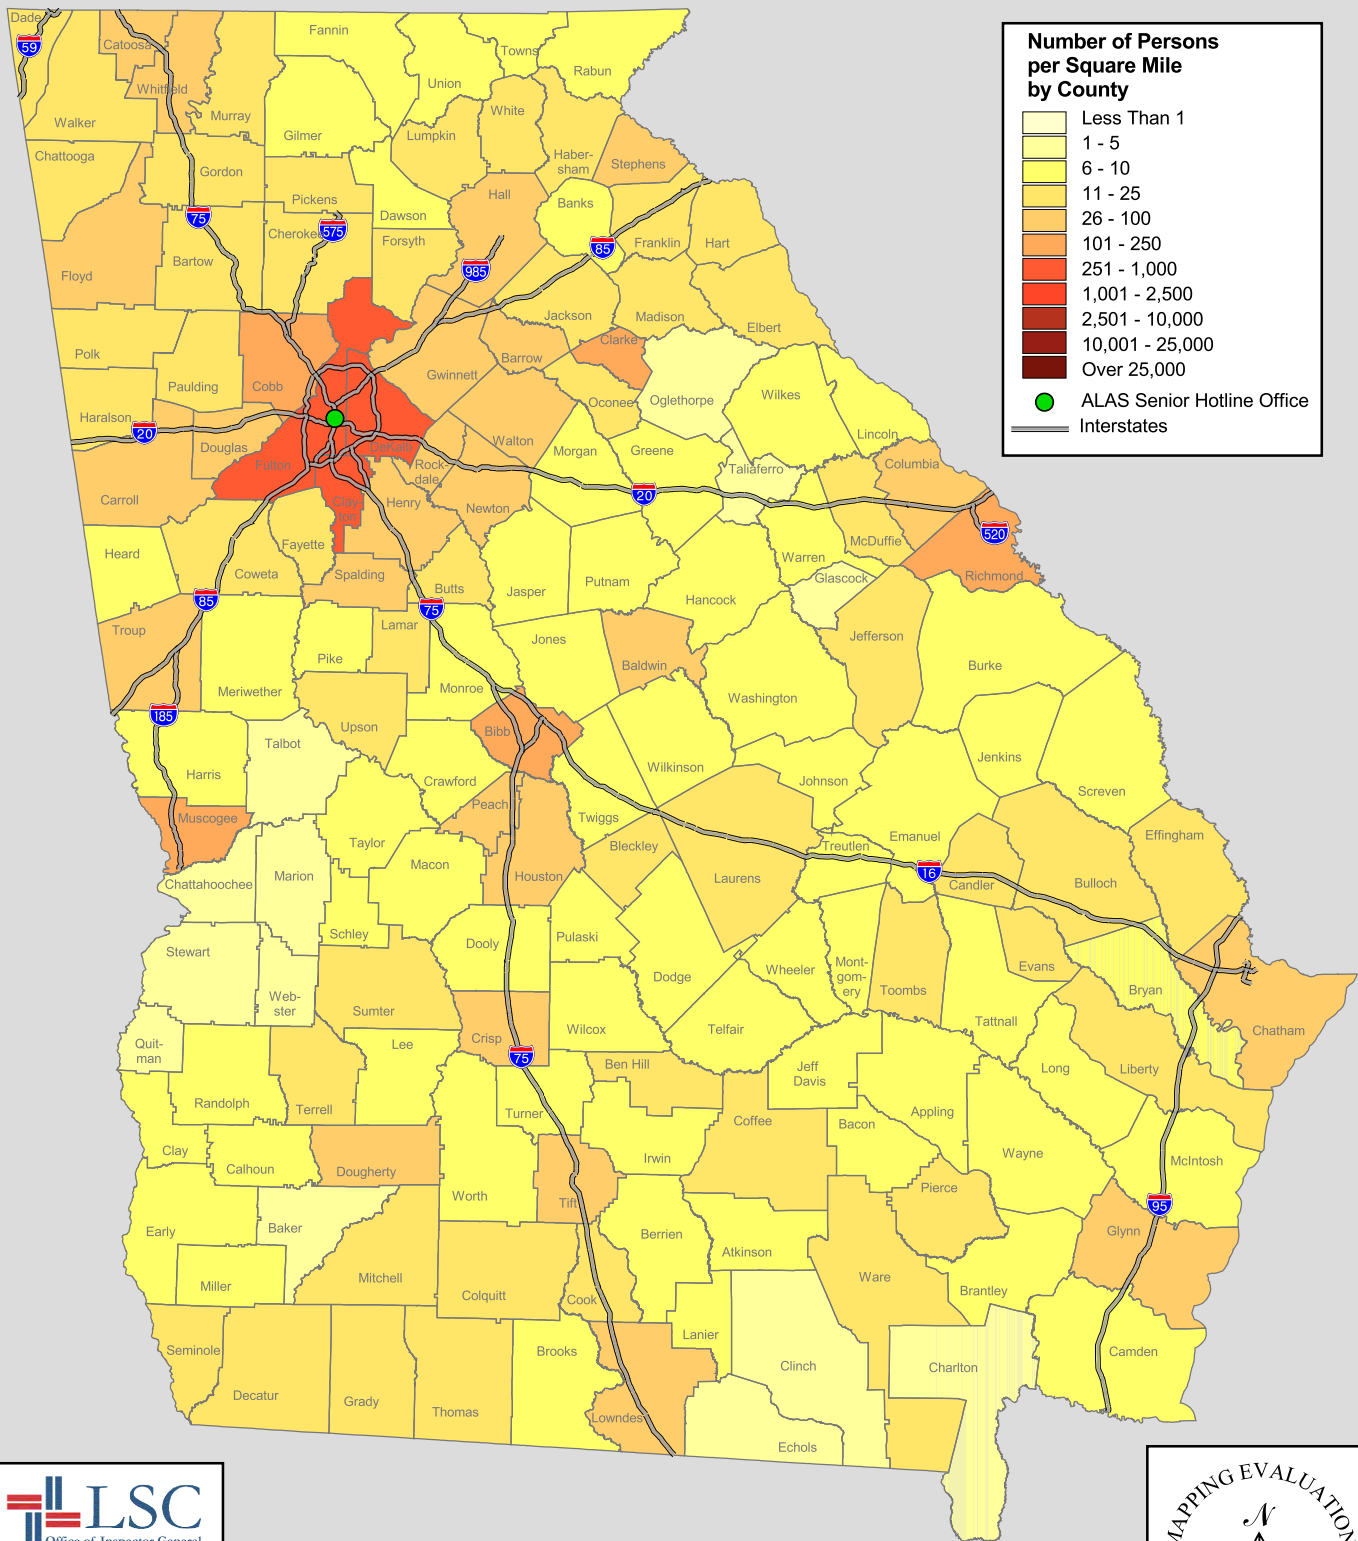 Number of Persons
per Square Mile
by County
Less Than 1
1 - 5
6 - 10
11 - 25
26 - 100
101 - 250
251 - 1,000
1,001 - 2,500
2,501 - 10,000
10,001 - 25,000
Over 25,000
ALAS Senior Hotline Office
Interstates
Dade
59
Catoosa
Whitfield
Walker
Murray
Fannin
Gilmer
Union
Towns
Rabun
White
Lumpkin
Haber-
sham
Stephens
Chattooga
Gordon
Pickens
Dawson
Hall
Banks
75
575
Cherokee
Forsyth
85
Franklin
Hart
Floyd
Bartow
985
Jackson
Madison
Elbert
Polk
Paulding
Cobb
Gwinnett
Barrow
Clarke
Oconee
Oglethorpe
Wilkes
Lincoln
Haralson
20
Douglas
Fulton
DeKalb
Rock-
dale
Walton
Morgan
Greene
Taliaferro
Columbia
Carroll
Clay-
ton
Henry
Newton
20
520
Heard
Coweta
Fayette
Spalding
Butts
Jasper
Putnam
Hancock
Warren
McDuffie
Glascock
Richmond
85
75
Troup
Meriwether
Pike
Lamar
Monroe
Jones
Baldwin
Washington
Jefferson
Burke
185
Talbot
Upson
Bibb
Crawford
Wilkinson
Johnson
Jenkins
Screven
Harris
Peach
Twiggs
Muscogee
Taylor
Macon
Houston
Bleckley
Laurens
Treutlen
Emanuel
16
Candler
Bulloch
Effingham
Chattahoochee
Marion
Schley
Dooly
Pulaski
Dodge
Wheeler
Mont-
gom-
ery
Toombs
Evans
Bryan
Stewart
Web-
ster
Sumter
Crisp
Wilcox
Telfair
Tattnall
Chatham
Quit-
man
Lee
75
Ben Hill
Jeff
Davis
Long
Liberty
Randolph
Terrell
Turner
Coffee
Bacon
Appling
Clay
Calhoun
Dougherty
Irwin
Wayne
McIntosh
Worth
Tift
Pierce
95
Early
Baker
Berrien
Atkinson
Glynn
Miller
Mitchell
Colquitt
Cook
Ware
Brantley
Seminole
Lanier
Brooks
Clinch
Charlton
Camden
Decatur
Grady
Thomas
Lowndes
Echols
LSC
Office of Inspector General
MAPPING EVALUATION
N